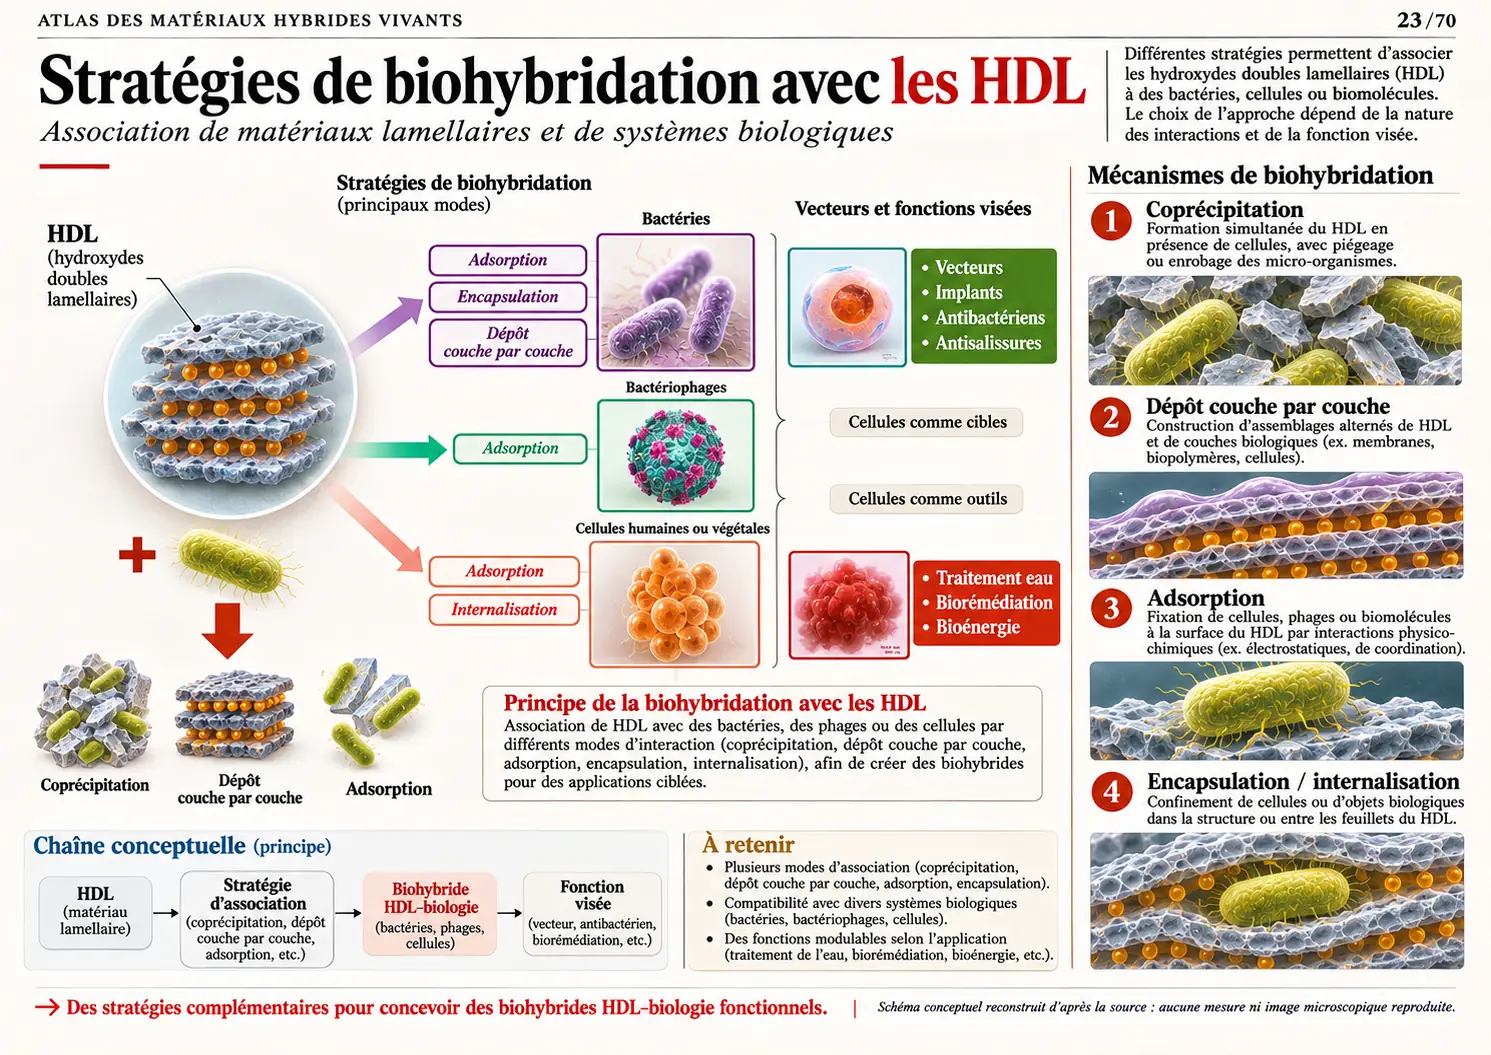 ATLAS DES MATÉRIAUX HYBRIDES VIVANTS
23/70
Stratégies de biohybridation avec les HDL
Association de matériaux lamellaires et de systèmes biologiques
Différentes stratégies permettent d'associer
les hydroxydes doubles lamellaires (HDL)
à des bactéries, cellules ou biomolécules.
Le choix de l'approche dépend de la nature
des interactions et de la fonction visée.
Stratégies de biohybridation
(principaux modes)
HDL
(hydroxydes
doubles
lamellaires)
Adsorption
Encapsulation
Dépôt
couche par couche
Bactéries
Adsorption
Bactériophages
Adsorption
Internalisation
Cellules humaines ou végétales
Vecteurs et fonctions visées
• Vecteurs
• Implants
• Antibactériens
• Antisalissures
Cellules comme cibles
Cellules comme outils
• Traitement eau
• Biorémédiation
• Bioénergie
+
Coprécipitation
Dépôt
couche par couche
Adsorption
Principe de la biohybridation avec les HDL
Association de HDL avec des bactéries, des phages ou des cellules par
différents modes d'interaction (coprécipitation, dépôt couche par couche,
adsorption, encapsulation, internalisation), afin de créer des biohybrides
pour des applications ciblées.
Mécanismes de biohybridation
1 Coprécipitation
Formation simultanée du HDL en
présence de cellules, avec piégeage
ou enrobage des micro-organismes.
2 Dépôt couche par couche
Construction d'assemblages alternés de HDL
et de couches biologiques (ex. membranes,
biopolymères, cellules).
3 Adsorption
Fixation de cellules, phages ou biomolécules
à la surface du HDL par interactions physico-
chimiques (ex. électrostatiques, de coordination).
4 Encapsulation / internalisation
Confinement de cellules ou d'objets biologiques
dans la structure ou entre les feuillets du HDL.
Chaîne conceptuelle (principe)
HDL
(matériau
lamellaire)
Stratégie
d'association
(coprécipitation, dépôt
couche par couche,
adsorption, etc.)
Biohybride
HDL-biologie
(bactéries, phages,
cellules)
Fonction
visée
(vecteur, antibactérien,
biorémédiation, etc.)
À retenir
• Plusieurs modes d'association (coprécipitation,
dépôt couche par couche, adsorption, encapsulation).
• Compatibilité avec divers systèmes biologiques
(bactéries, bactériophages, cellules).
• Des fonctions modulables selon l'application
(traitement de l'eau, biorémédiation, bioénergie, etc.).
→ Des stratégies complémentaires pour concevoir des biohybrides HDL-biologie fonctionnels.
Schéma conceptuel reconstruit d'après la source : aucune mesure ni image microscopique reproduite.